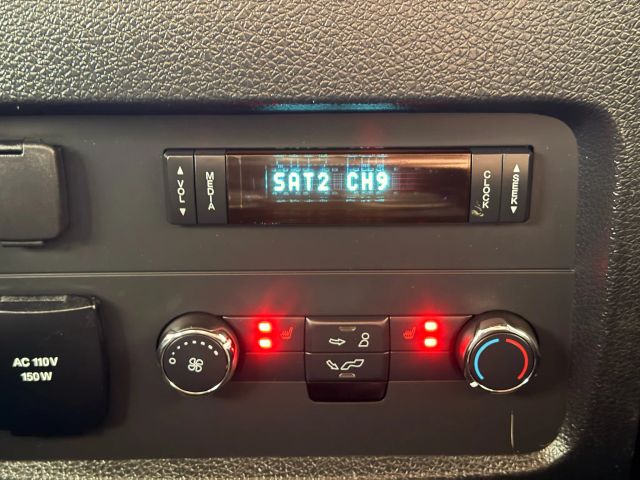 VOL
MEDIA
SAT2 CH9
CLOCK
SEEK
AC 110V
150W